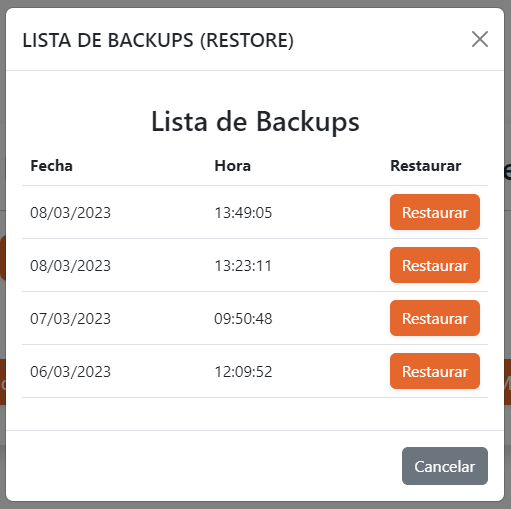 LISTA DE BACKUPS (RESTORE)
Lista de Backups
Fecha Hora Restaurar
08/03/2023 13:49:05 Restaurar
08/03/2023 13:23:11 Restaurar
07/03/2023 09:50:48 Restaurar
06/03/2023 12:09:52 Restaurar
Cancelar